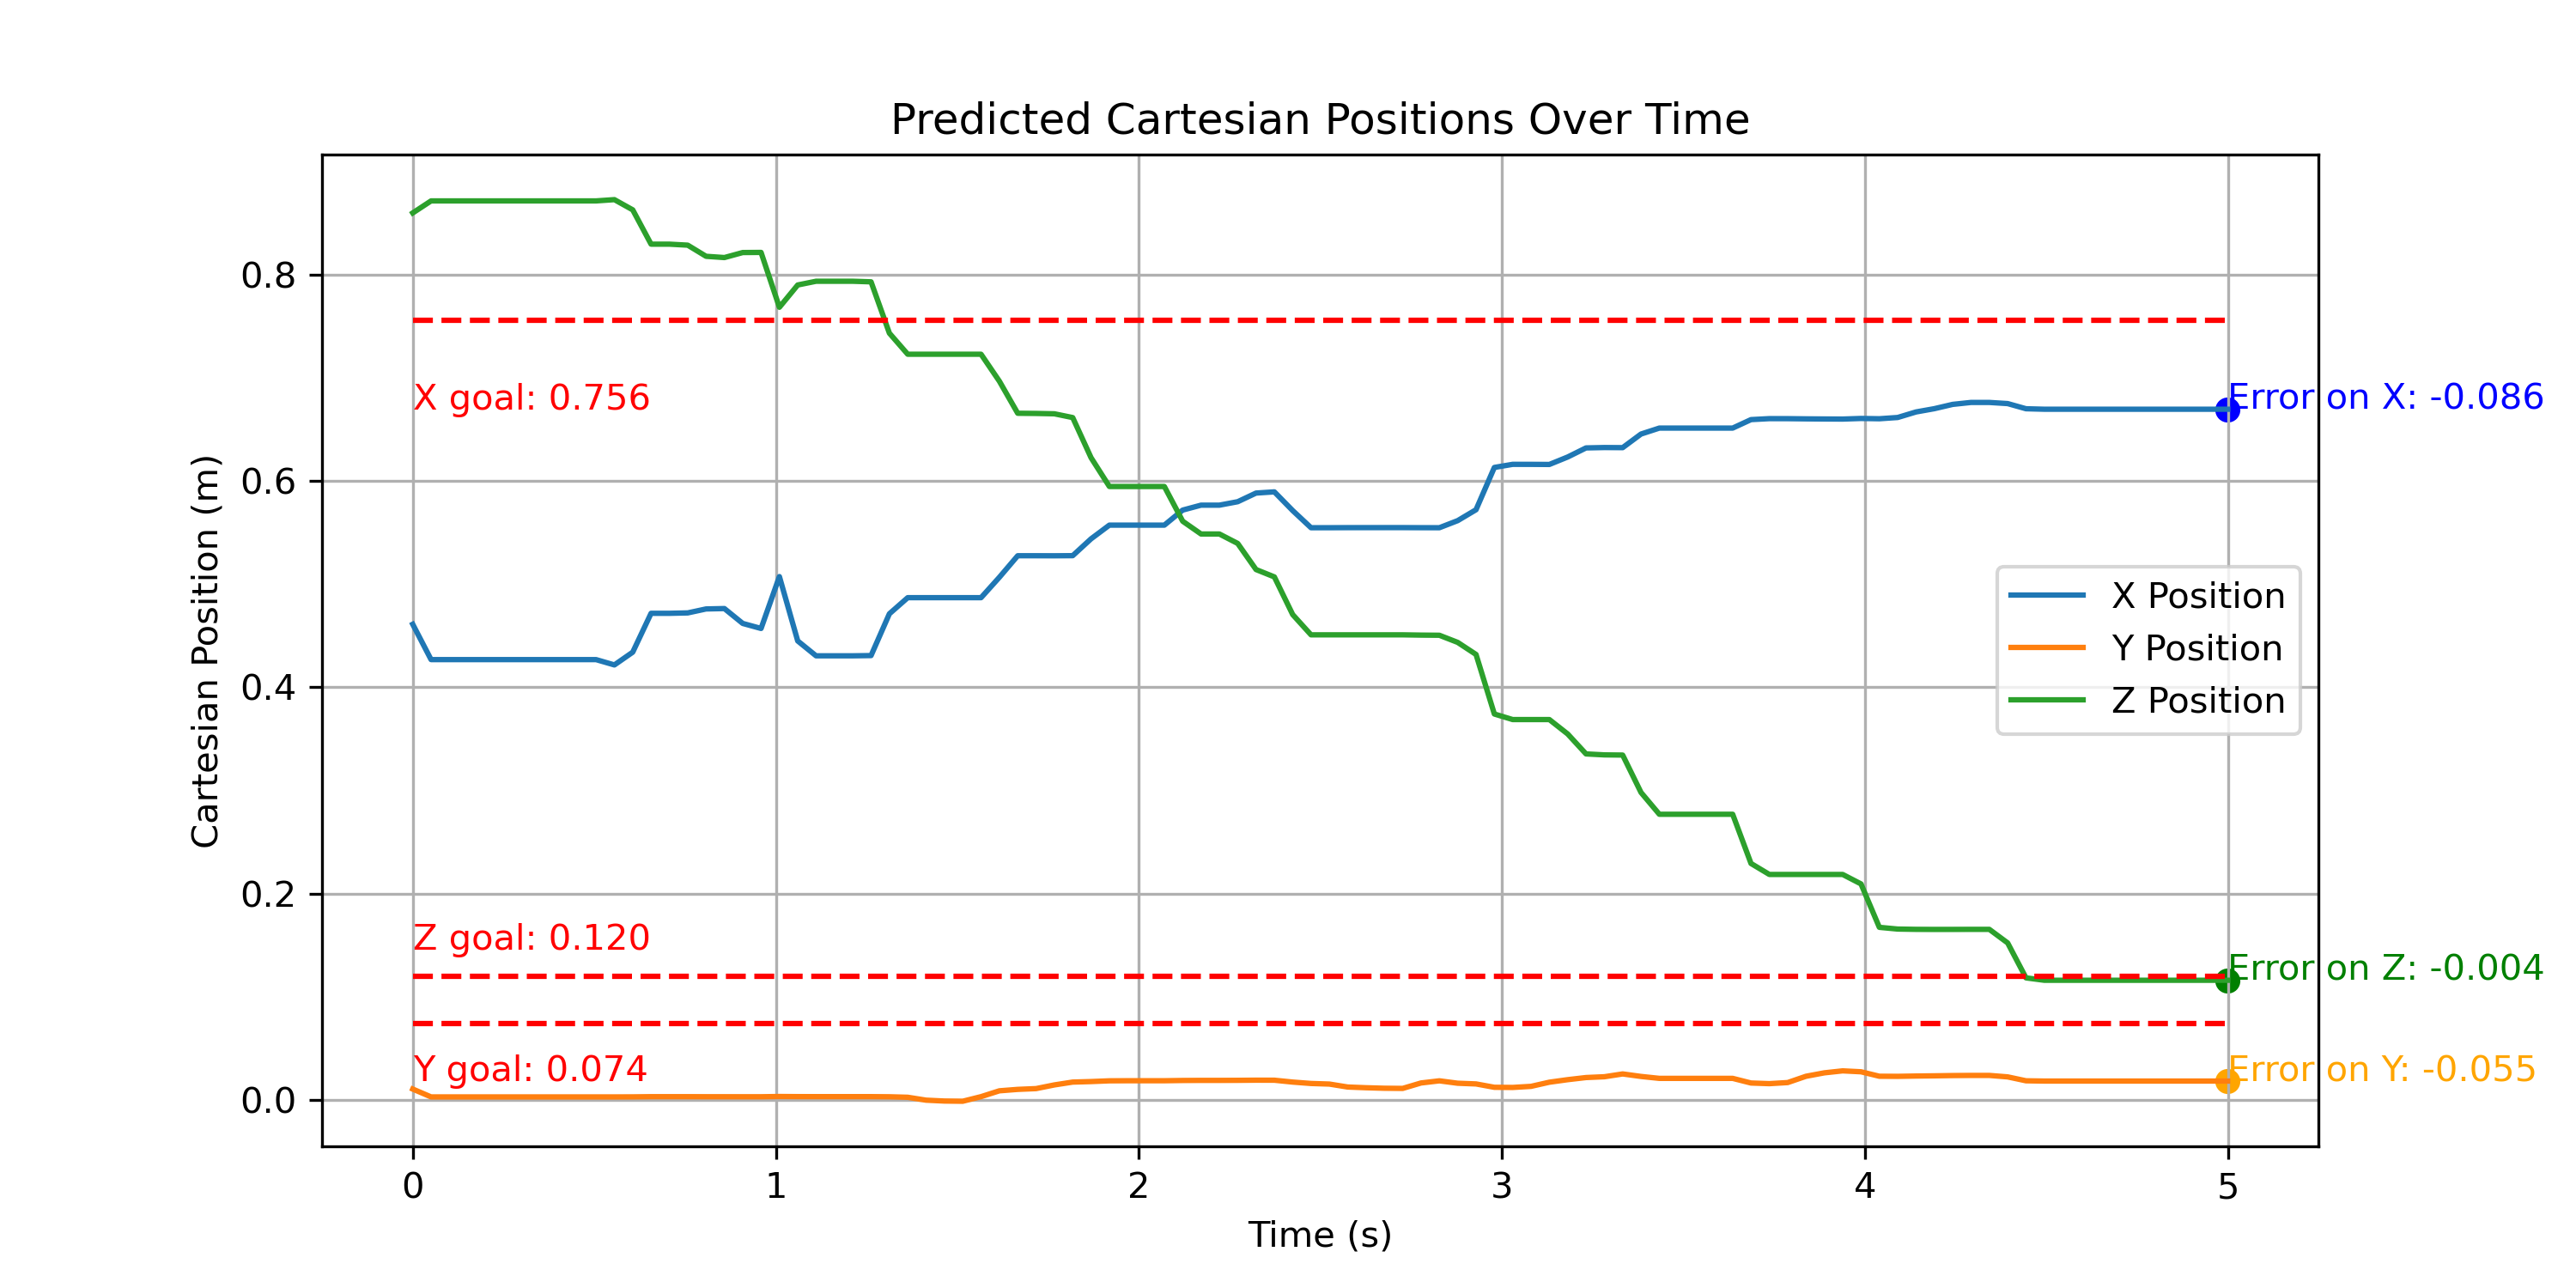 Predicted Cartesian Positions Over Time
Cartesian Position (m)
0.8
0.6
0.4
0.2
0.0
X goal: 0.756
Z goal: 0.120
Y goal: 0.074
Error on X: -0.086
Error on Z: -0.004
Error on Y: -0.055
X Position
Y Position
Z Position
0 1 2 3 4 5
Time (s)